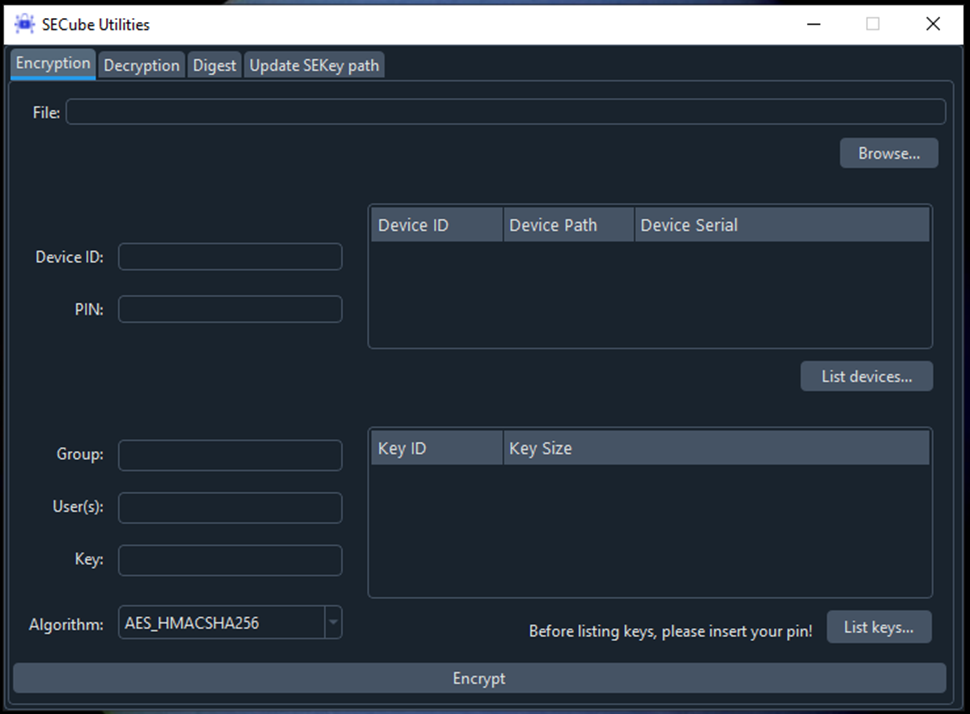 SECube Utilities
Encryption Decryption Digest Update SEKey path
File:
Browse...
Device ID Device Path Device Serial
Device ID:
PIN:
List devices...
Key ID Key Size
Group:
User(s):
Key:
Algorithm: AES_HMACSHA256
Before listing keys, please insert your pin! List keys...
Encrypt